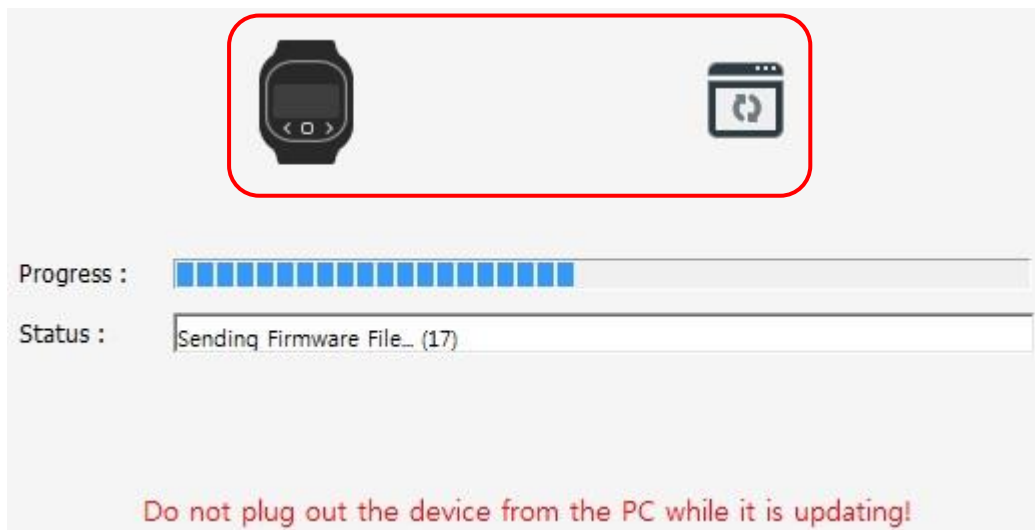 Progress :
Status :
Sending Firmware File... (17)
Do not plug out the device from the PC while it is updating!